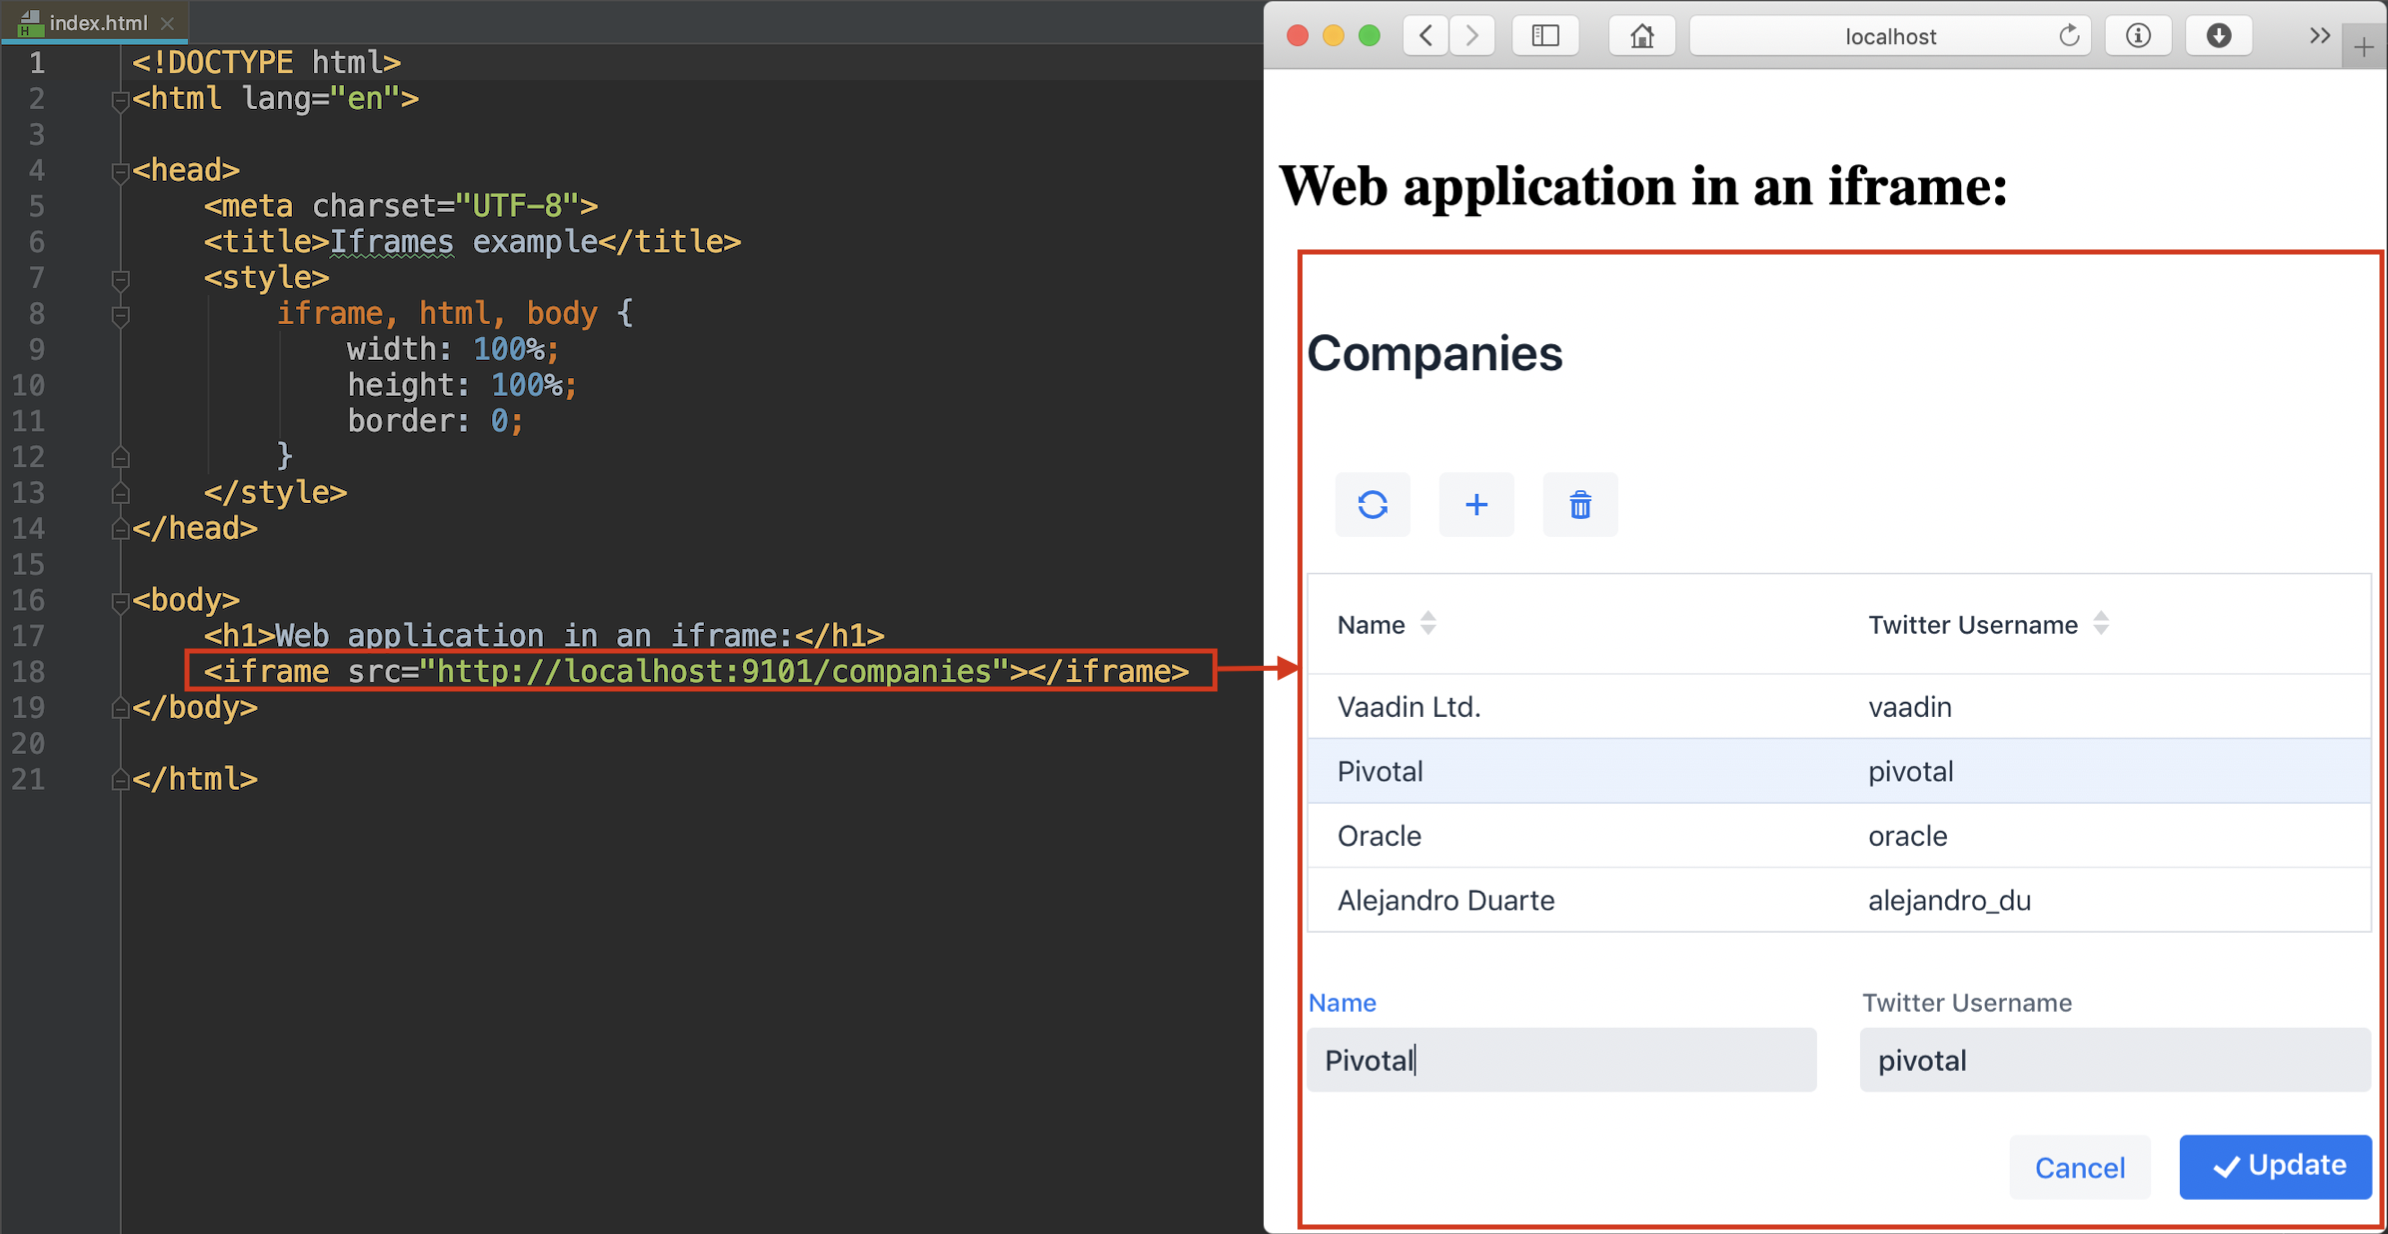 index.html
1 <!DOCTYPE html>
2 <html lang="en">
3
4 <head>
5 <meta charset="UTF-8">
6 <title>Iframes example</title>
7 <style>
8 iframe, html, body {
9 width: 100%;
10 height: 100%;
11 border: 0;
12 }
13 </style>
14 </head>
15
16 <body>
17 <h1>Web application in an iframe:</h1>
18 <iframe src="http://localhost:9101/companies"></iframe>
19 </body>
20
21 </html>
localhost
Web application in an iframe:
Companies
Name Twitter Username
Vaadin Ltd. vaadin
Pivotal pivotal
Oracle oracle
Alejandro Duarte alejandro_du
Name Twitter Username
Pivotal pivotal
Cancel Update